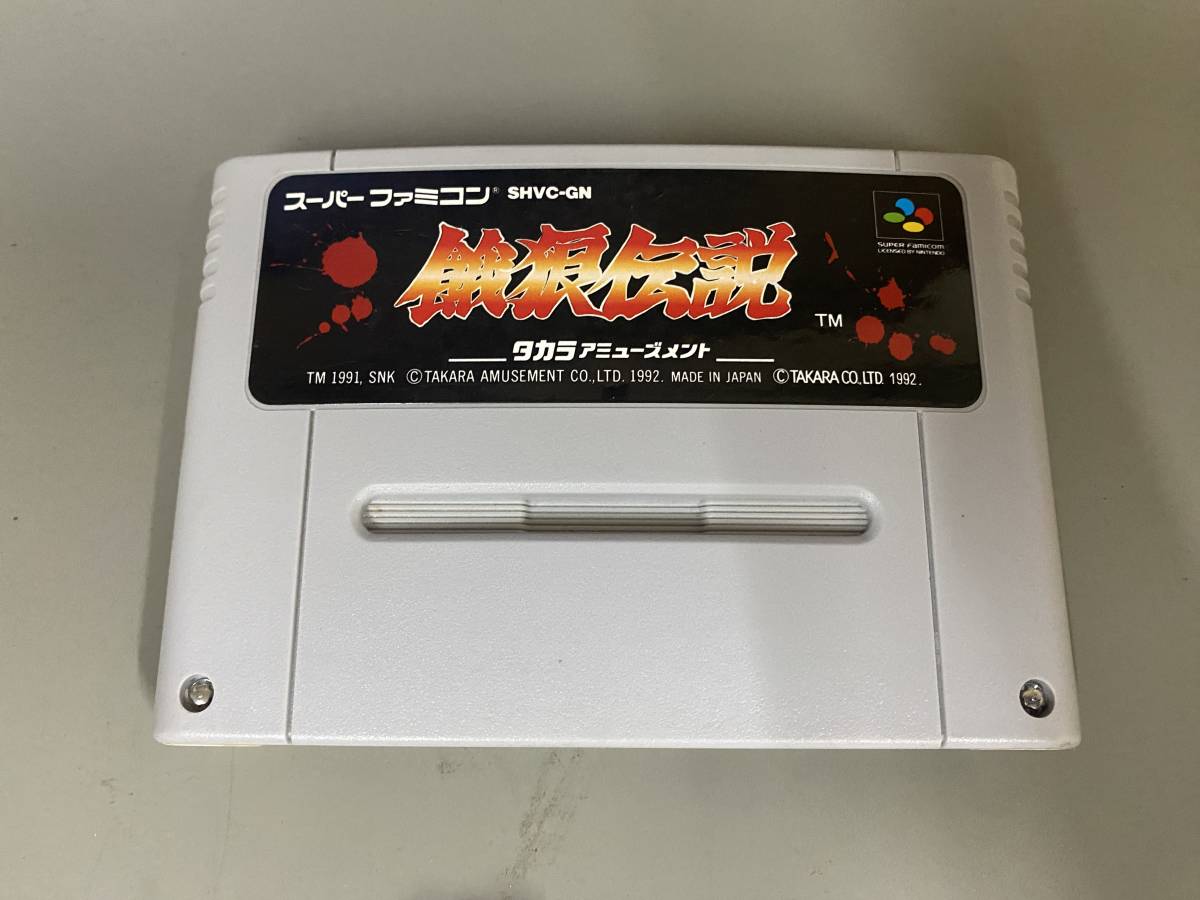 スーパーファミコン® SHVC-GN
SUPER Famicom
LICENSED BY NINTENDO
餓狼伝説
TM
タカラアミューズメント
TM 1991, SNK ©TAKARA AMUSEMENT CO.,LTD. 1992. MADE IN JAPAN ©TAKARA CO.LTD. 1992.